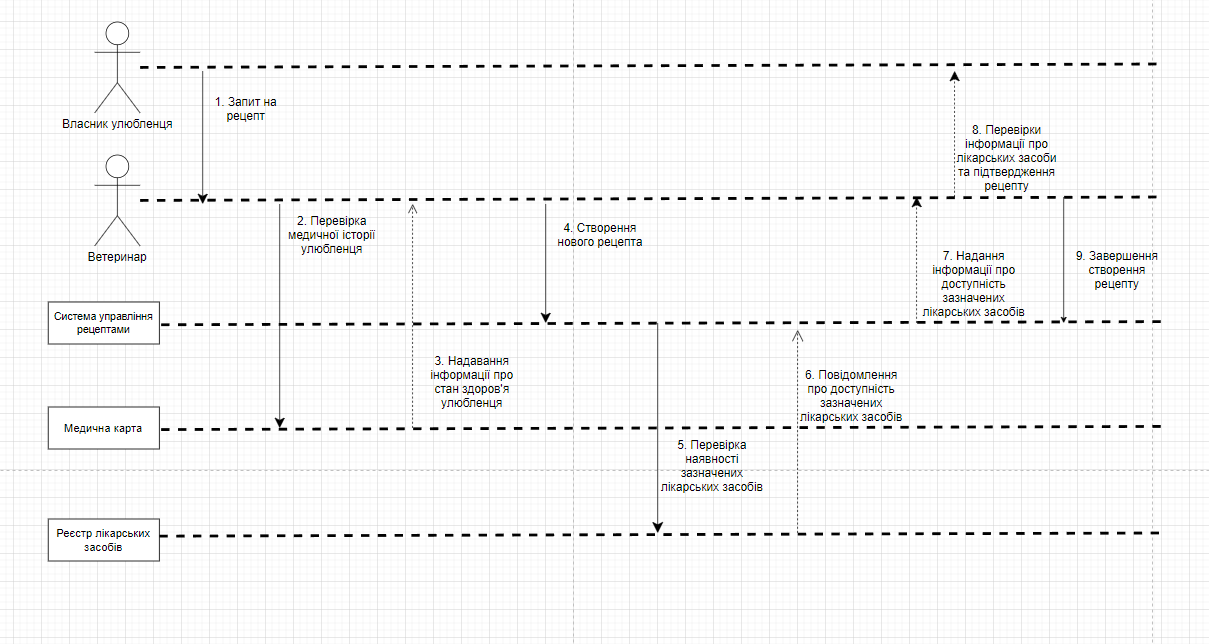 Власник улюбленця
1. Запит на
рецепт
8. Перевірки
інформації про
лікарських засоби
та підтвердження
рецепту
Ветеринар
2. Перевірка
медичної історії
улюбленця
4. Створення
нового рецепта
7. Надання
інформації про
доступність
зазначених
лікарських засобів
9. Завершення
створення
рецепту
Система управління
рецептами
3. Надавання
інформації про
стан здоров'я
улюбленця
6. Повідомлення
про доступність
зазначених
лікарських засобів
Медична карта
5. Перевірка
наявності
зазначених
лікарських засобів
Реєстр лікарських
засобів